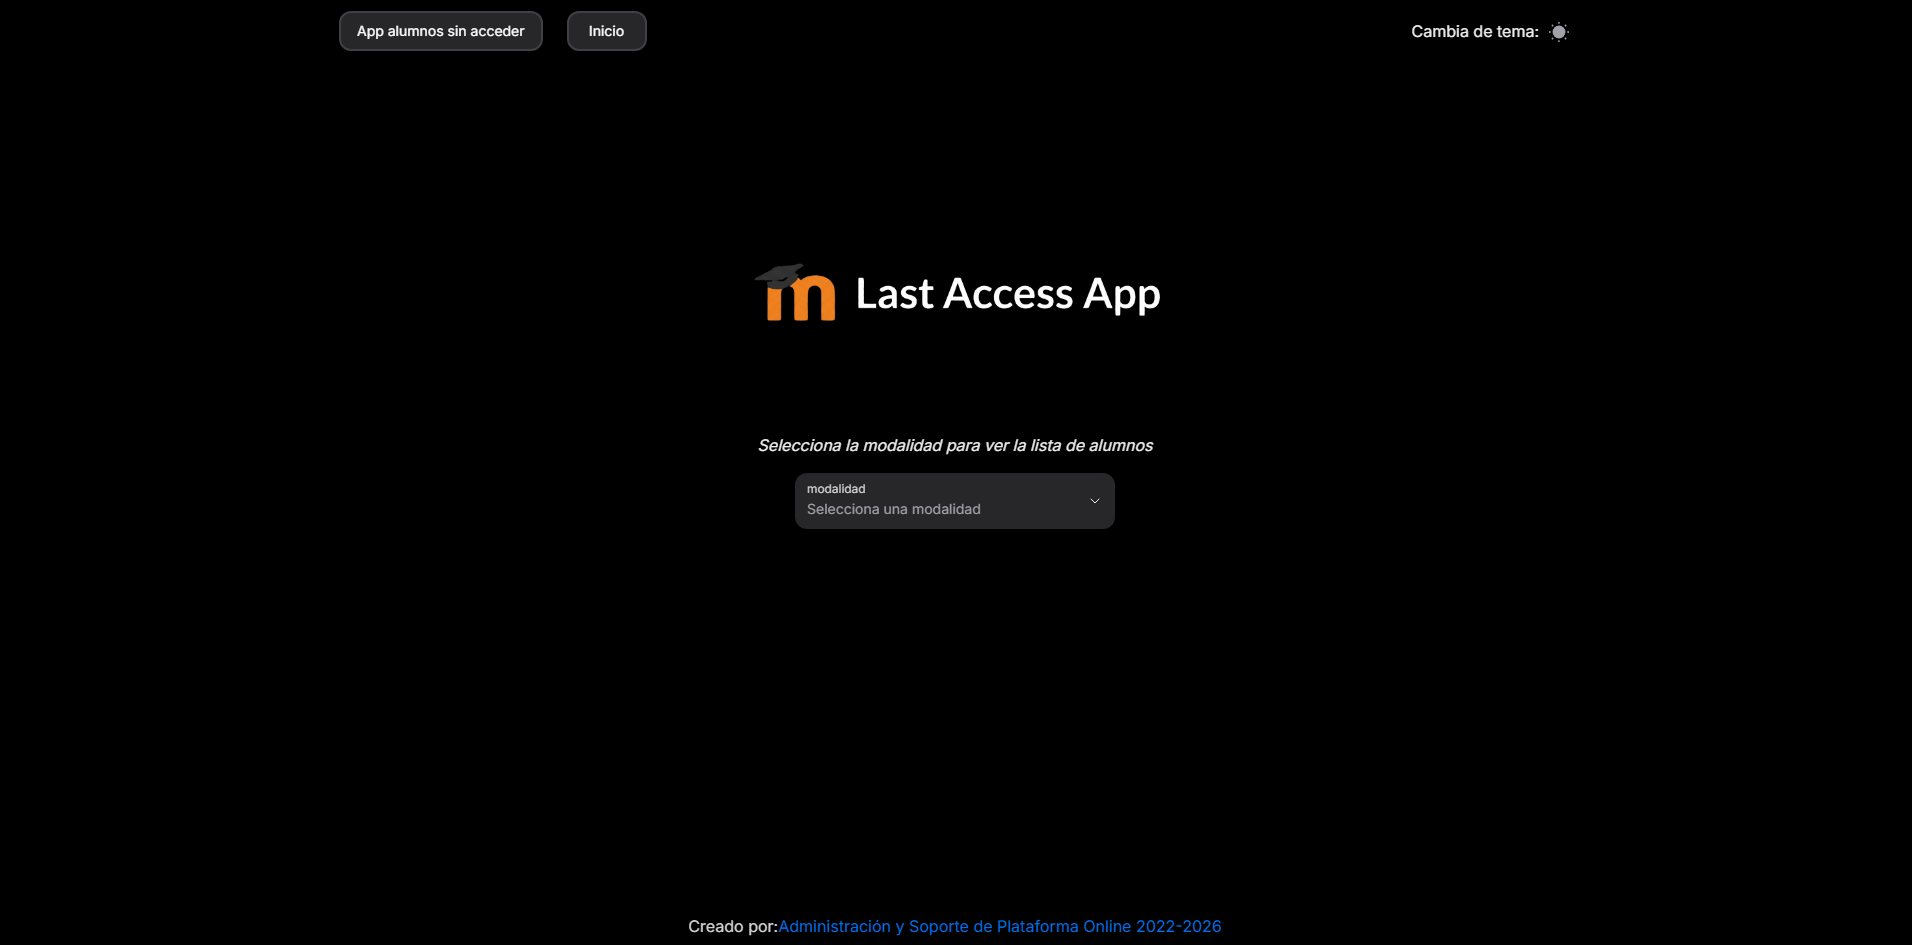 App alumnos sin acceder
Inicio
Cambia de tema:
m Last Access App
Selecciona la modalidad para ver la lista de alumnos
modalidad
Selecciona una modalidad
Creado por:Administración y Soporte de Plataforma Online 2022-2026